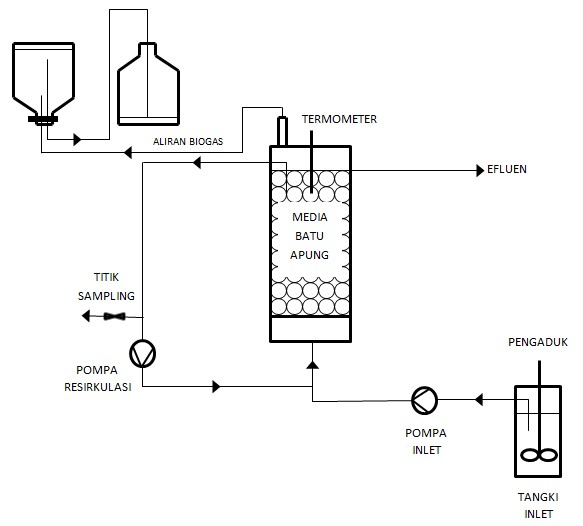 TERMOMETER
ALIRAN BIOGAS
EFLUEN
MEDIA
BATU
APUNG
TITIK
SAMPLING
PENGADUK
POMPA
RESIRKULASI
POMPA
INLET
TANGKI
INLET